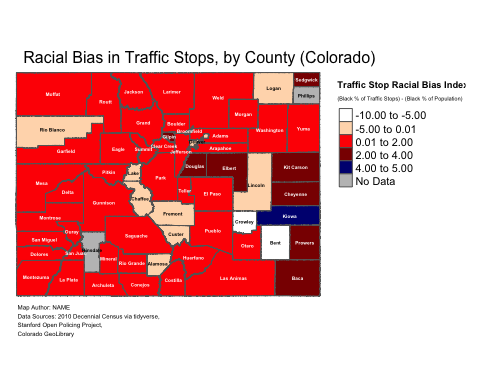 Racial Bias in Traffic Stops, by County (Colorado)
Traffic Stop Racial Bias Index
(Black % of Traffic Stops) - (Black % of Population)
-10.00 to -5.00
-5.00 to 0.01
0.01 to 2.00
2.00 to 4.00
4.00 to 5.00
No Data
Sedgwick
Logan
Moffat
Jackson
Larimer
Phillips
Routt
Weld
Morgan
Rio Blanco
Grand
Boulder
Washington
Yuma
Broomfield
Gilpin
Adams
Garfield
Eagle
Summit
Clear Creek
Arapahoe
Jefferson
Pitkin
Lake
Park
Douglas
Elbert
Kit Carson
Mesa
Delta
Lincoln
Teller
El Paso
Cheyenne
Gunnison
Chaffee
Montrose
Fremont
Kiowa
Crowley
Ouray
Custer
Pueblo
San Miguel
Saguache
Otero
Bent
Prowers
Dolores
San Juan
Hinsdale
Mineral
Rio Grande
Alamosa
Huerfano
Montezuma
La Plata
Archuleta
Conejos
Costilla
Las Animas
Baca
Map Author: NAME
Data Sources: 2010 Decennial Census via tidyverse,
Stanford Open Policing Project,
Colorado GeoLibrary